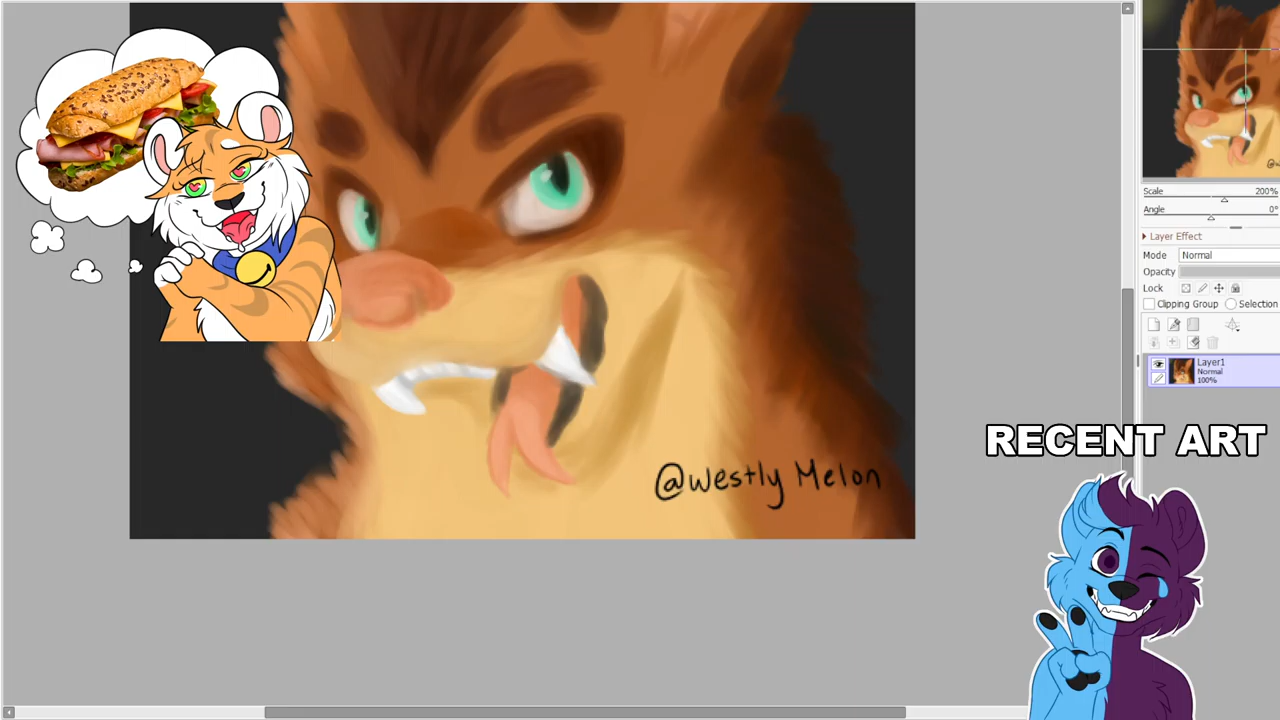 Scale 200%
Angle 0°
Layer Effect
Mode Normal
Opacity
Lock
Clipping Group Selection
Layer1
Normal
100%
RECENT ART
@Westly Melon